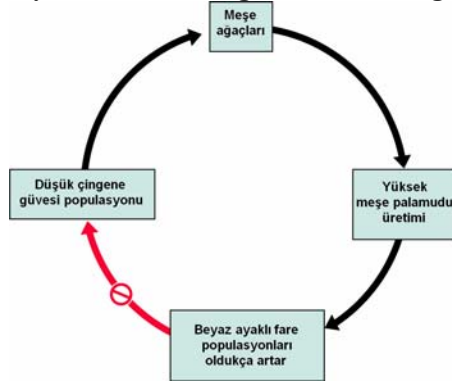 Meşe
ağaçları
Yüksek
meşe palamudu
üretimi
Beyaz ayaklı fare
populasyonları
oldukça artar
Düşük çingene
güvesi populasyonu